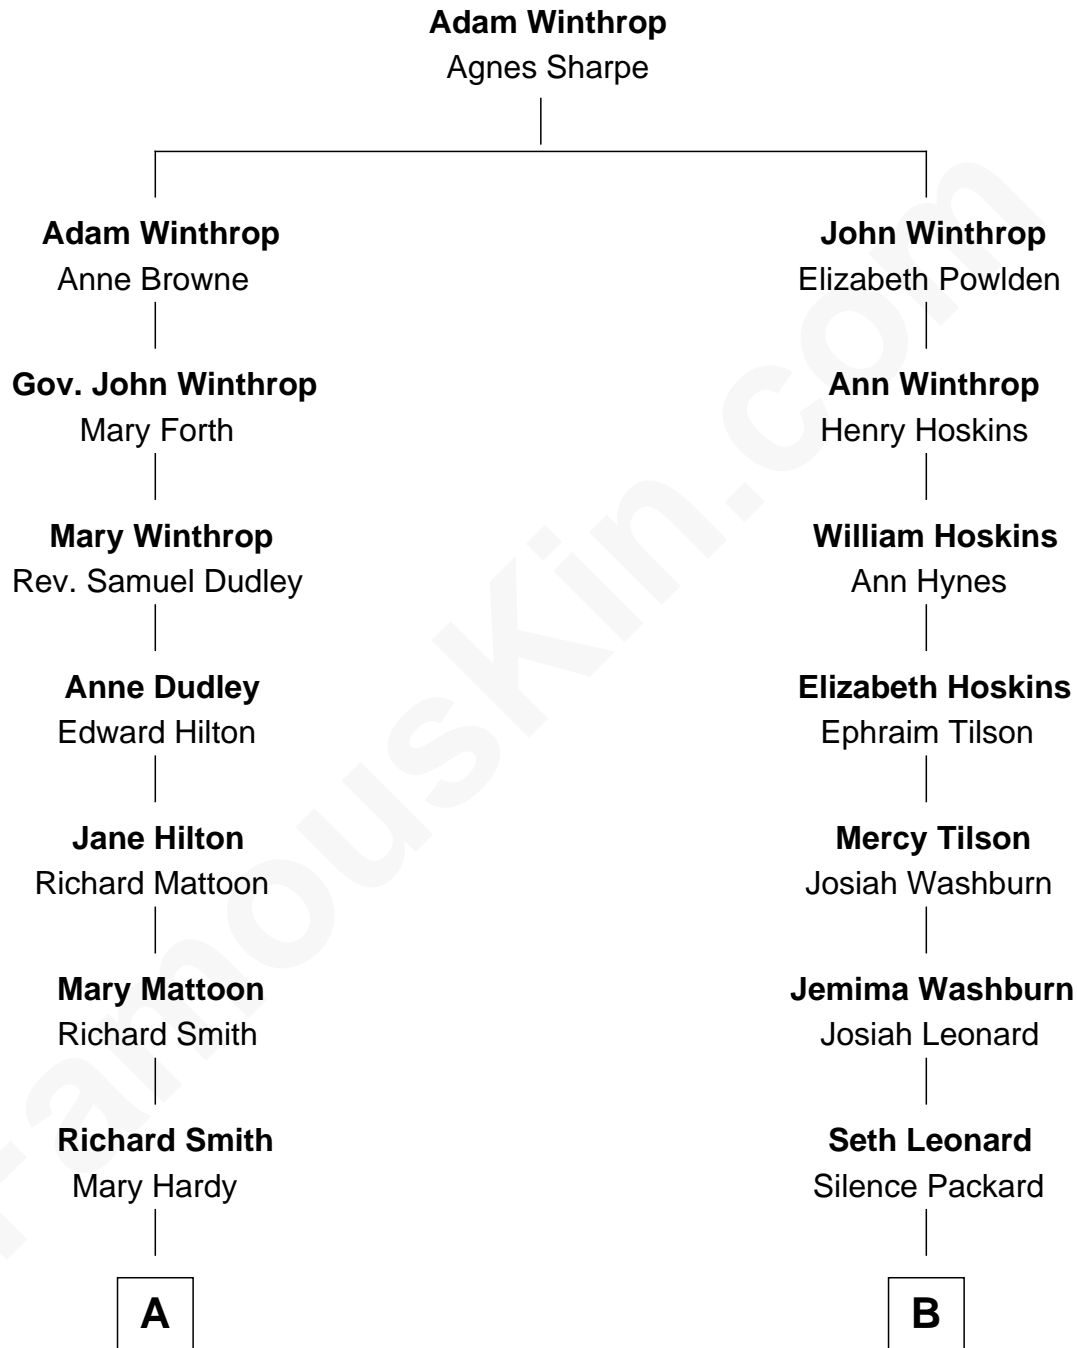 Adam Winthrop
Agnes Sharpe
Adam Winthrop
Anne Browne
John Winthrop
Elizabeth Powlden
Gov. John Winthrop
Mary Forth
Ann Winthrop
Henry Hoskins
Mary Winthrop
Rev. Samuel Dudley
William Hoskins
Ann Hynes
Anne Dudley
Edward Hilton
Elizabeth Hoskins
Ephraim Tilson
Jane Hilton
Richard Mattoon
Mercy Tilson
Josiah Washburn
Mary Mattoon
Richard Smith
Jemima Washburn
Josiah Leonard
Richard Smith
Mary Hardy
Seth Leonard
Silence Packard
A
B
FamousKin.com